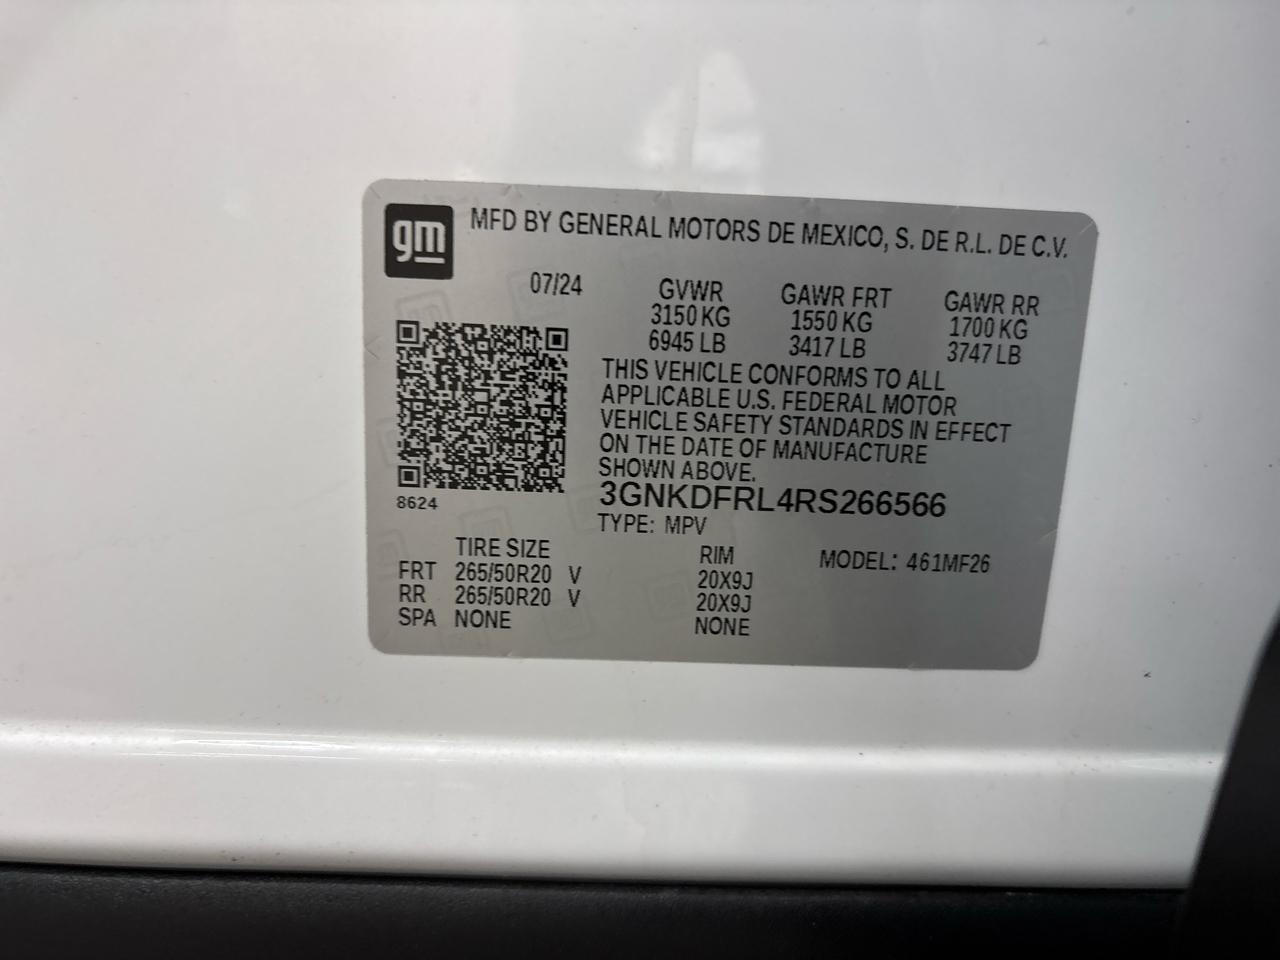 gm
MFD BY GENERAL MOTORS DE MEXICO, S. DE R.L. DE C.V.
07/24 GVWR GAWR FRT GAWR RR
3150 KG 1550 KG 1700 KG
6945 LB 3417 LB 3747 LB
THIS VEHICLE CONFORMS TO ALL
APPLICABLE U.S. FEDERAL MOTOR
VEHICLE SAFETY STANDARDS IN EFFECT
ON THE DATE OF MANUFACTURE
SHOWN ABOVE.
3GNKDFRL4RS266566
8624
TYPE: MPV
TIRE SIZE RIM MODEL: 461MF26
FRT 265/50R20 V 20X9J
RR 265/50R20 V 20X9J
SPA NONE NONE